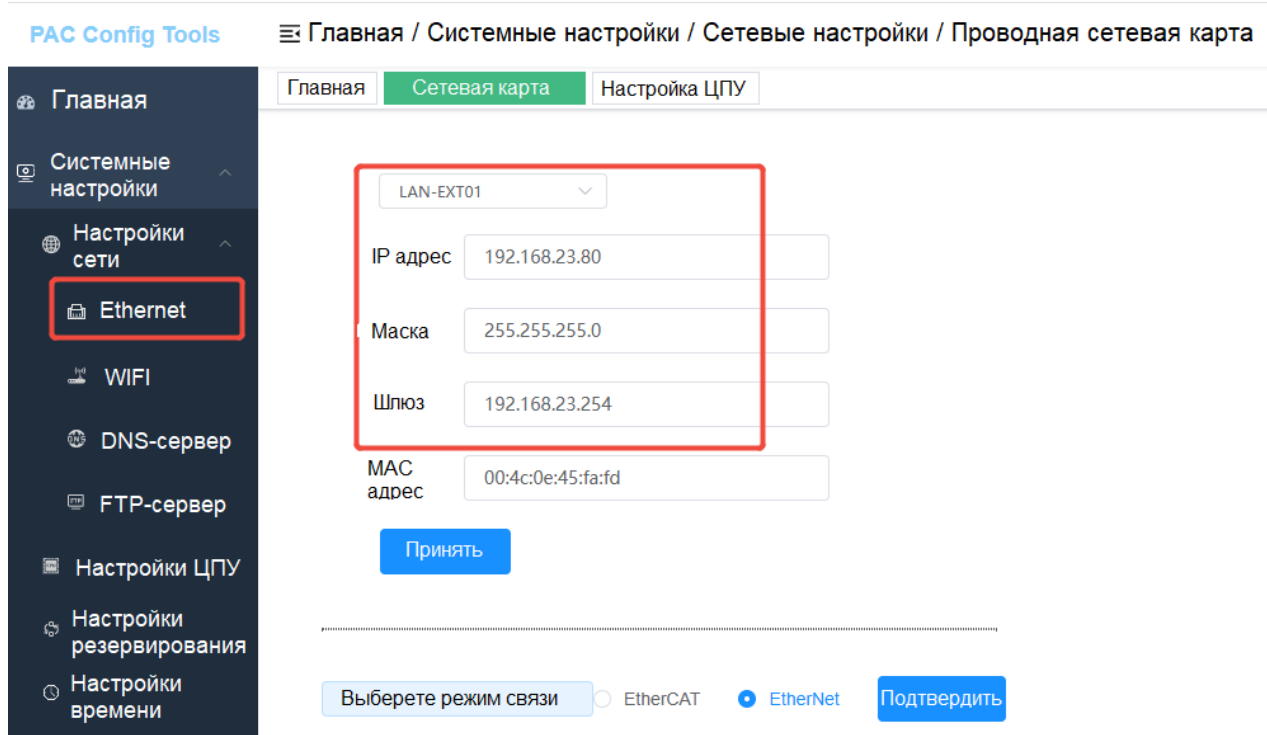 PAC Config Tools
Главная / Системные настройки / Сетевые настройки / Проводная сетевая карта
Главная
Сетевая карта
Настройка ЦПУ
Главная
Системные
настройки
Настройки
сети
Ethernet
WIFI
DNS-сервер
FTP-сервер
Настройки ЦПУ
Настройки
резервирования
Настройки
времени
LAN-EXT01
IP адрес
192.168.23.80
Маска
255.255.255.0
Шлюз
192.168.23.254
MAC
адрес
00:4c:0e:45:fa:fd
Принять
Выберете режим связи
EtherCAT
EtherNet
Подтвердить